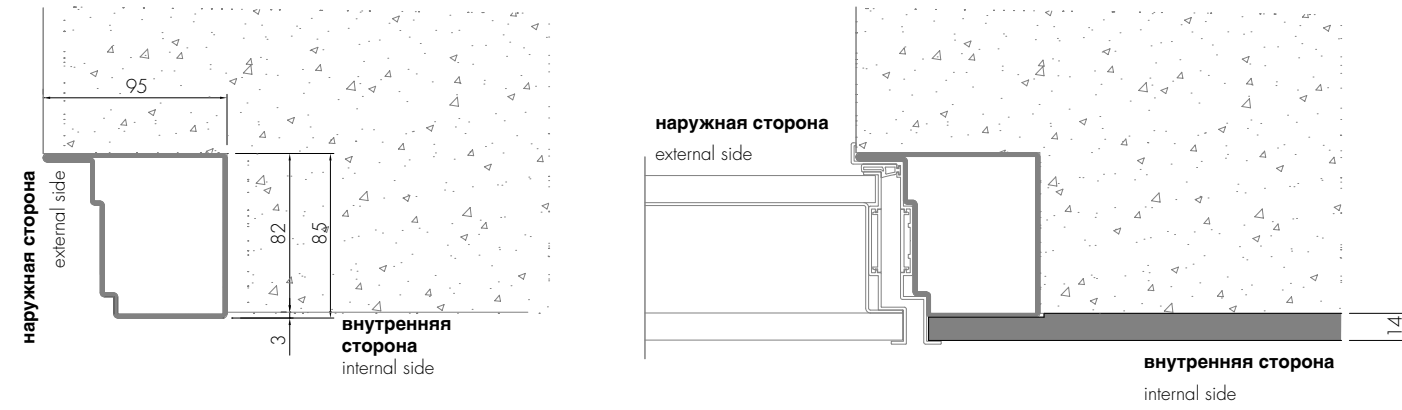 95
наружная сторона
external side
82
85
3
внутренняя
сторона
internal side
наружная сторона
external side
14
внутренняя сторона
internal side